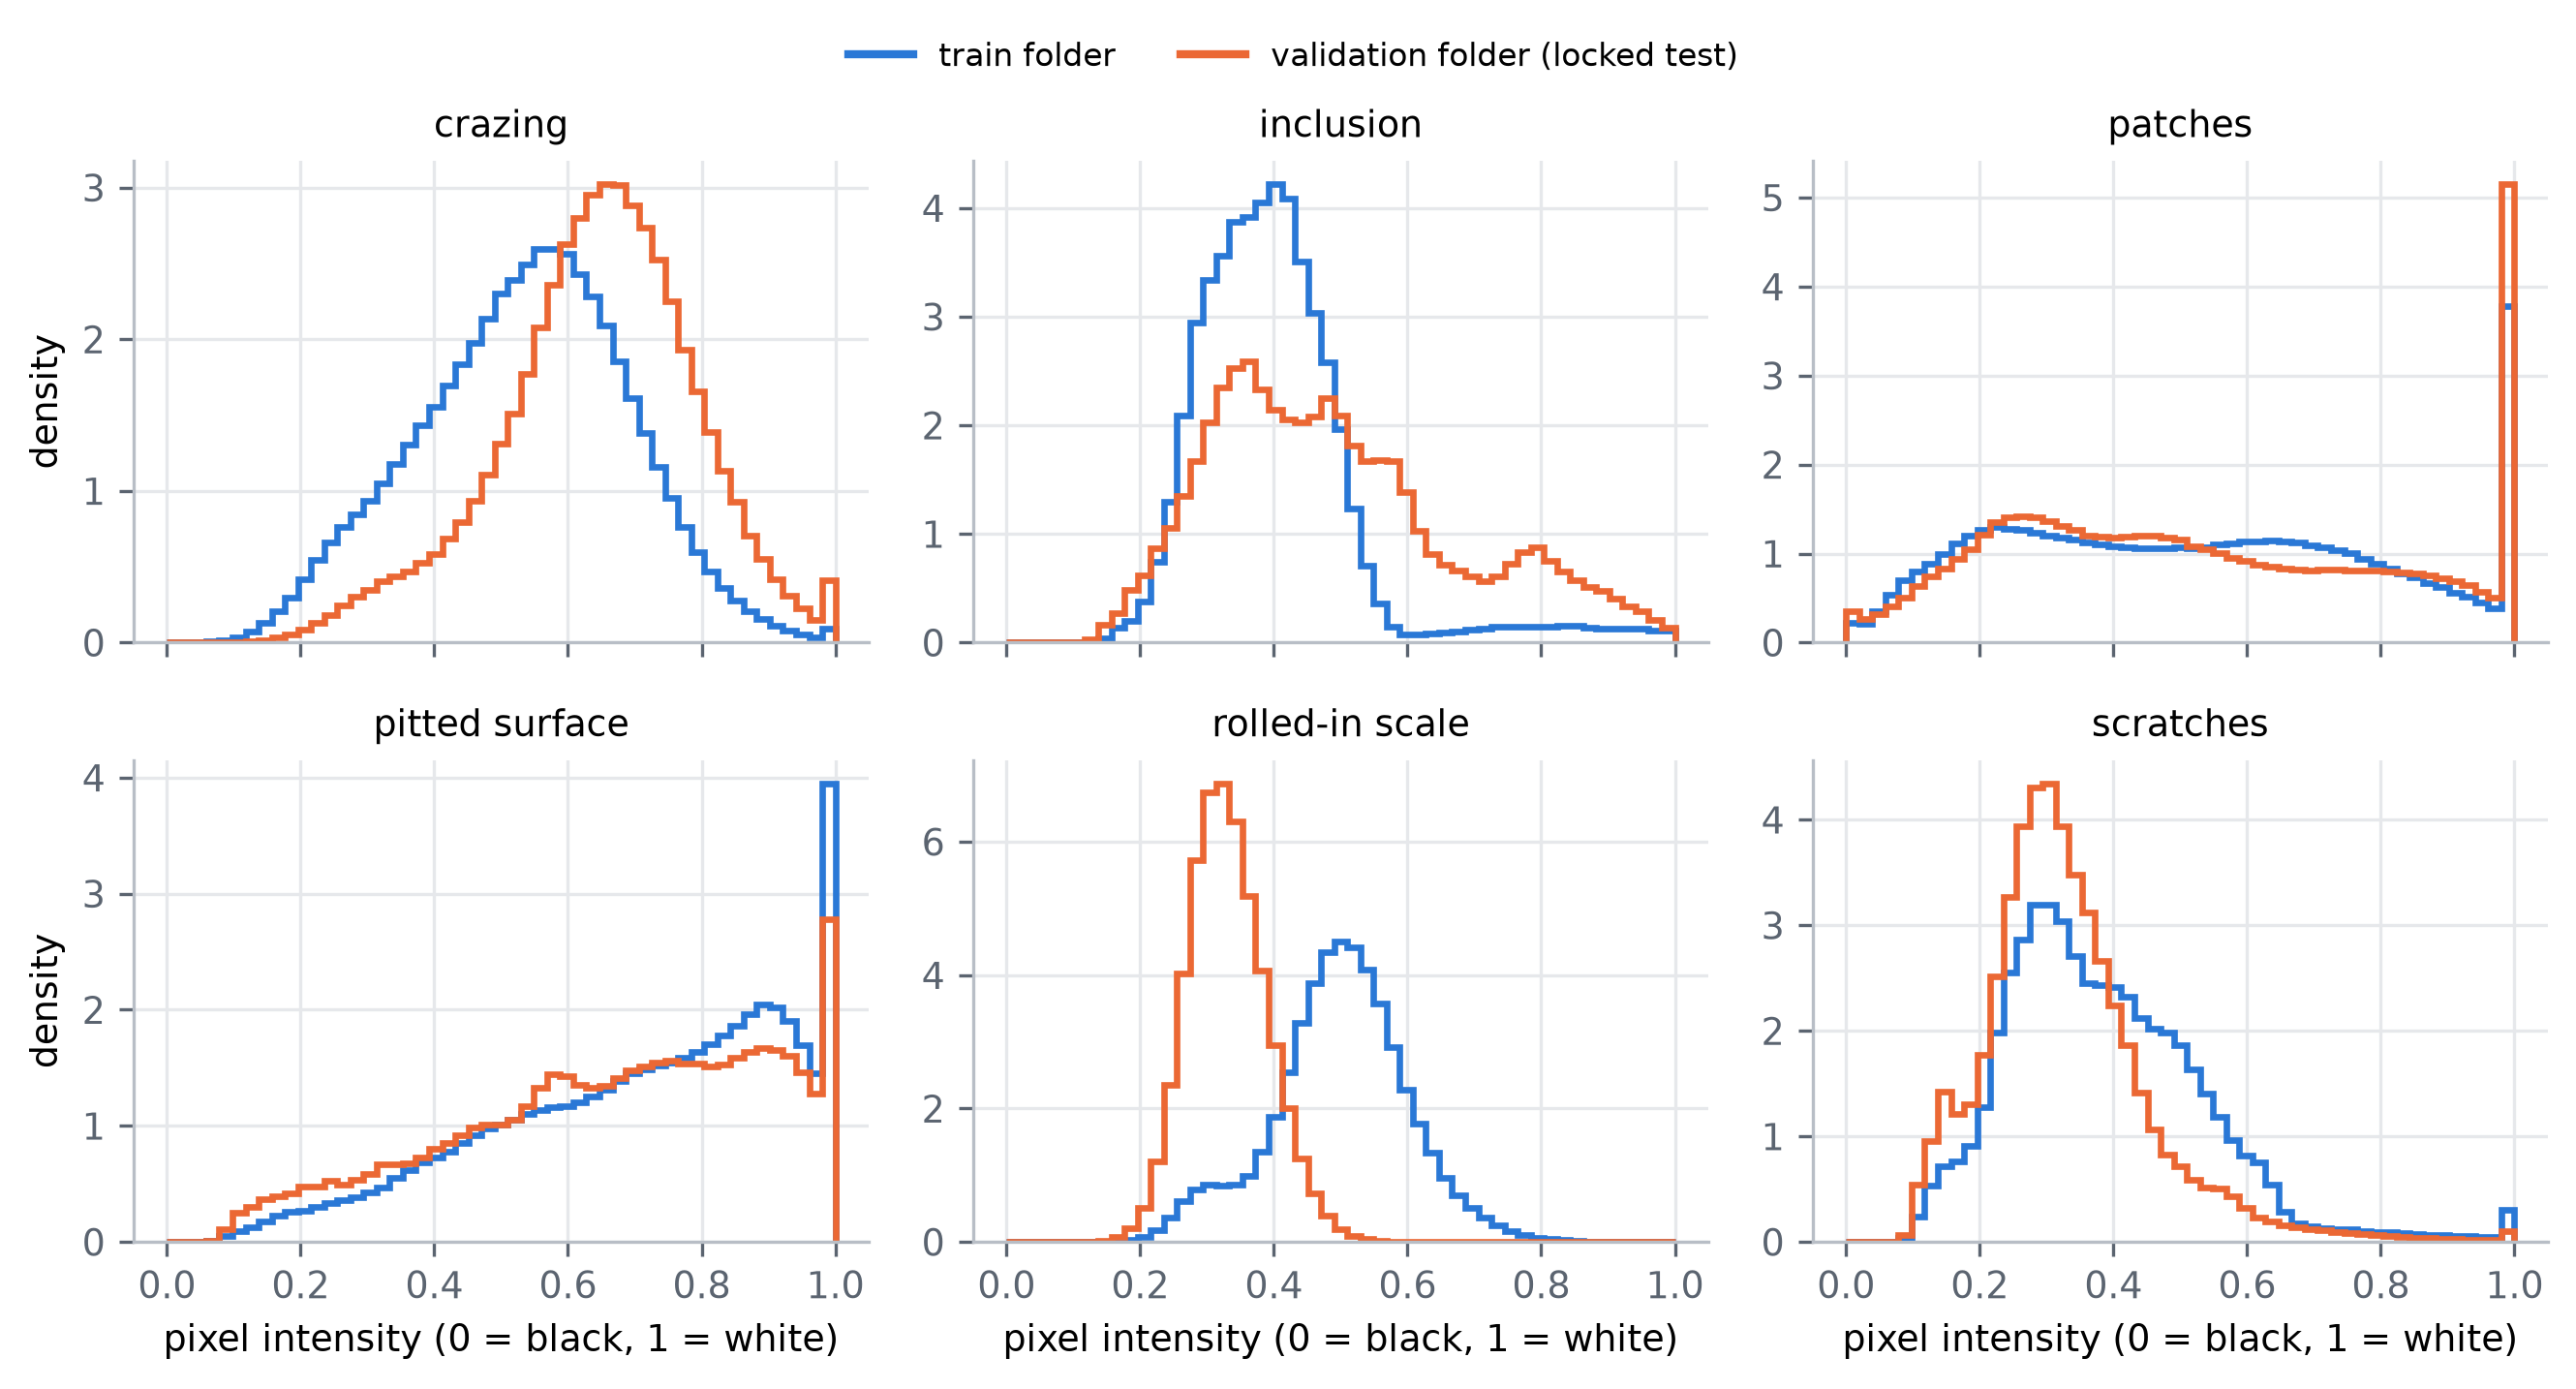 train folder
validation folder (locked test)
crazing
inclusion
patches
density
3
2
1
0
4
3
2
1
0
5
4
3
2
1
0
pitted surface
rolled-in scale
scratches
density
4
3
2
1
0
6
4
2
0
4
3
2
1
0
0.0 0.2 0.4 0.6 0.8 1.0
0.0 0.2 0.4 0.6 0.8 1.0
0.0 0.2 0.4 0.6 0.8 1.0
pixel intensity (0 = black, 1 = white)
pixel intensity (0 = black, 1 = white)
pixel intensity (0 = black, 1 = white)